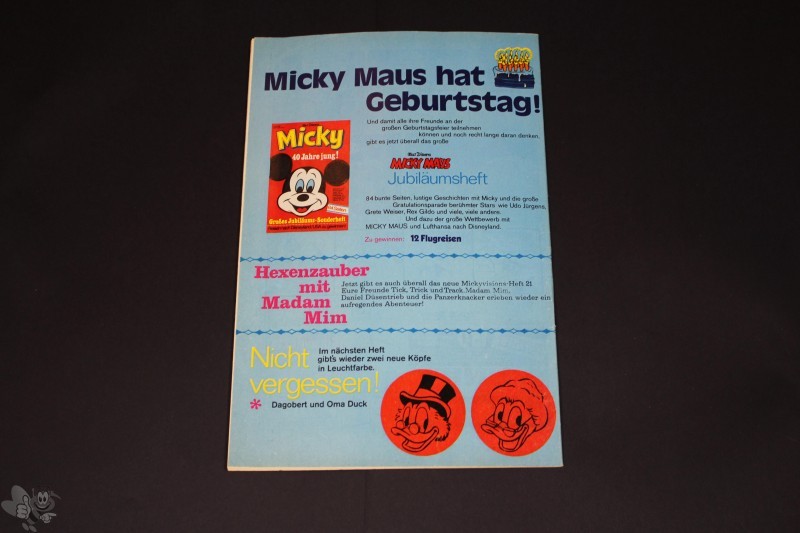 Micky Maus hat
Geburtstag!
Und damit alle ihre Freunde an der
großen Geburtstagsfeier teilnehmen
können und noch recht lange daran denken,
gibt es jetzt überall das große
Micky
40 Jahre jung!
Großes Jubiläums-Sonderheft
Walt Disneys
MICKY MAUS
Jubiläumsheft
84 bunte Seiten, lustige Geschichten mit Micky und die große
Gratulationsparade berühmter Stars wie Udo Jürgens,
Grete Weiser, Rex Gildo und viele, viele andere.
Und dazu der große Wettbewerb mit
MICKY MAUS und Lufthansa nach Disneyland.
Zu gewinnen: 12 Flugreisen
Hexenzauber
mit
Madam
Mim
Jetzt gibt es auch überall das neue Mickyvisions-Heft 21
Eure Freunde Tick, Trick und Track, Madam Mim,
Daniel Düsentrieb und die Panzerknacker erleben wieder ein
aufregendes Abenteuer!
Nicht
vergessen!
Im nächsten Heft
gibt's wieder zwei neue Köpfe
in Leuchtfarbe.
* Dagobert und Oma Duck